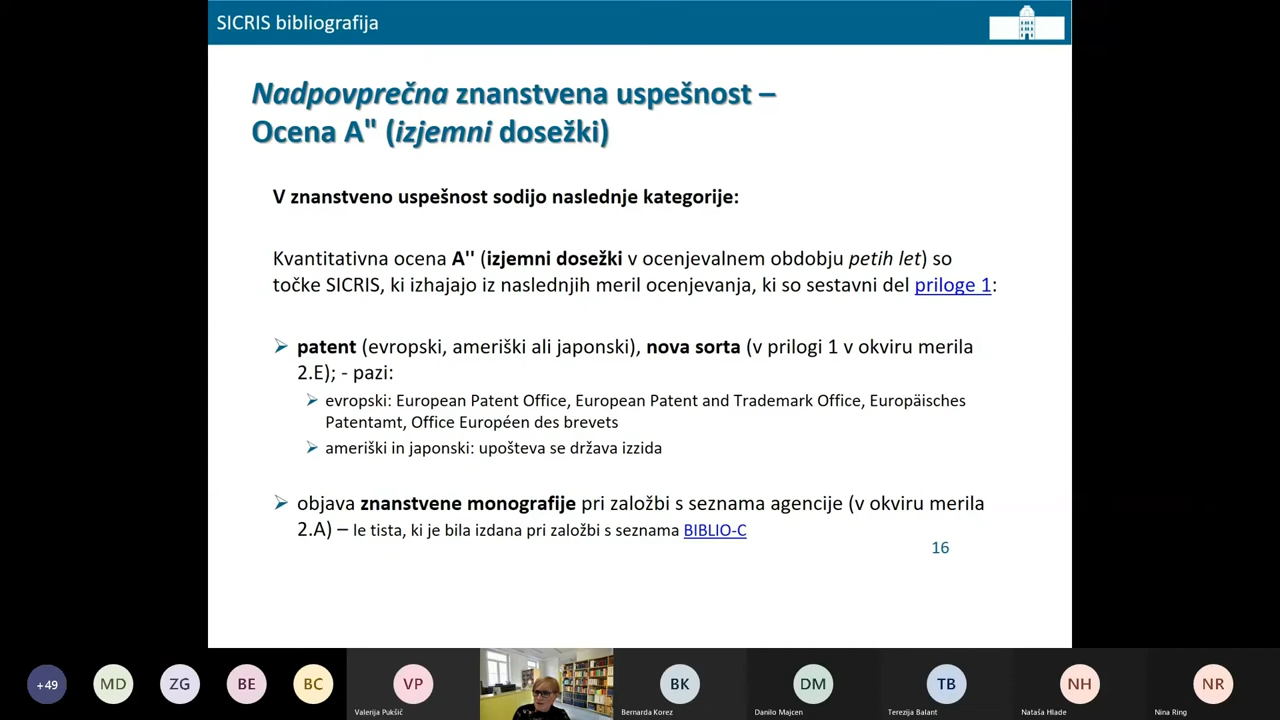 SICRIS bibliografija
Nadpovprečna znanstvena uspešnost –
Ocena A" (izjemni dosežki)
V znanstveno uspešnost sodijo naslednje kategorije:
Kvantitativna ocena A'' (izjemni dosežki v ocenjevalnem obdobju petih let) so
točke SICRIS, ki izhajajo iz naslednjih meril ocenjevanja, ki so sestavni del priloge 1:
patent (evropski, ameriški ali japonski), nova sorta (v prilogi 1 v okviru merila
2.E); - pazi:
evropski: European Patent Office, European Patent and Trademark Office, Europäisches
Patentamt, Office Européen des brevets
ameriški in japonski: upošteva se država izzida
objava znanstvene monografije pri založbi s seznama agencije (v okviru merila
2.A) – le tista, ki je bila izdana pri založbi s seznama BIBLIO-C
16
+49 MD ZG BE BC VP BK DM TB NH NR
Valerija Pukšič Bernarda Korez Danilo Majcen Terezija Balant Nataša Hlade Nina Ring